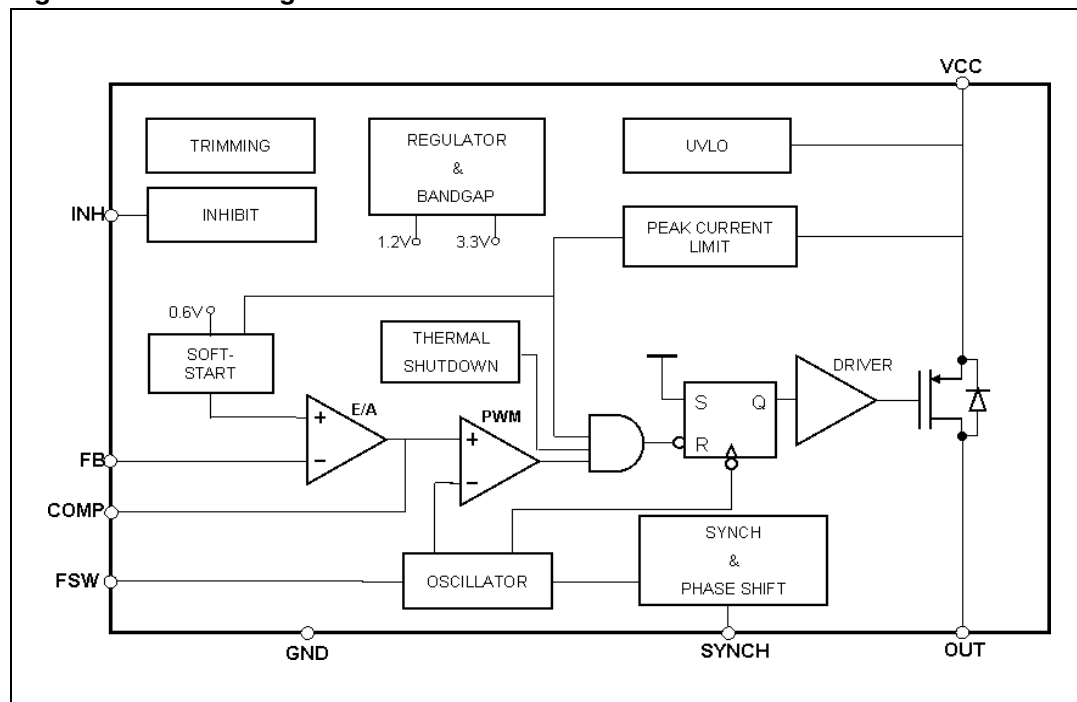 VCC
TRIMMING
REGULATOR
&
BANDGAP
UVLO
INH
INHIBIT
1.2V
3.3V
PEAK CURRENT
LIMIT
0.6V
SOFT-
START
THERMAL
SHUTDOWN
DRIVER
E/A
+
−
PWM
+
−
S
Q
R
FB
COMP
FSW
OSCILLATOR
SYNCH
&
PHASE SHIFT
GND
SYNCH
OUT